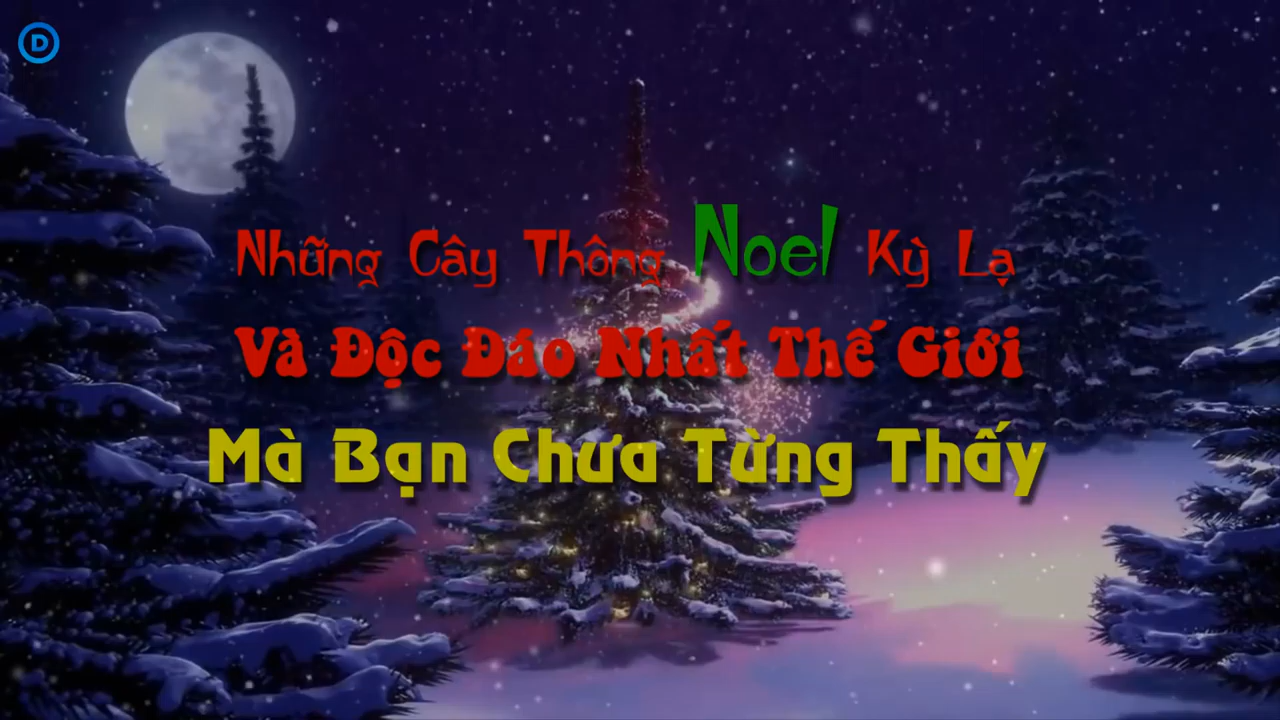 D
Những Cây Thông Noel Kỳ Lạ
Và Độc Đáo Nhất Thế Giới
Mà Bạn Chưa Từng Thấy